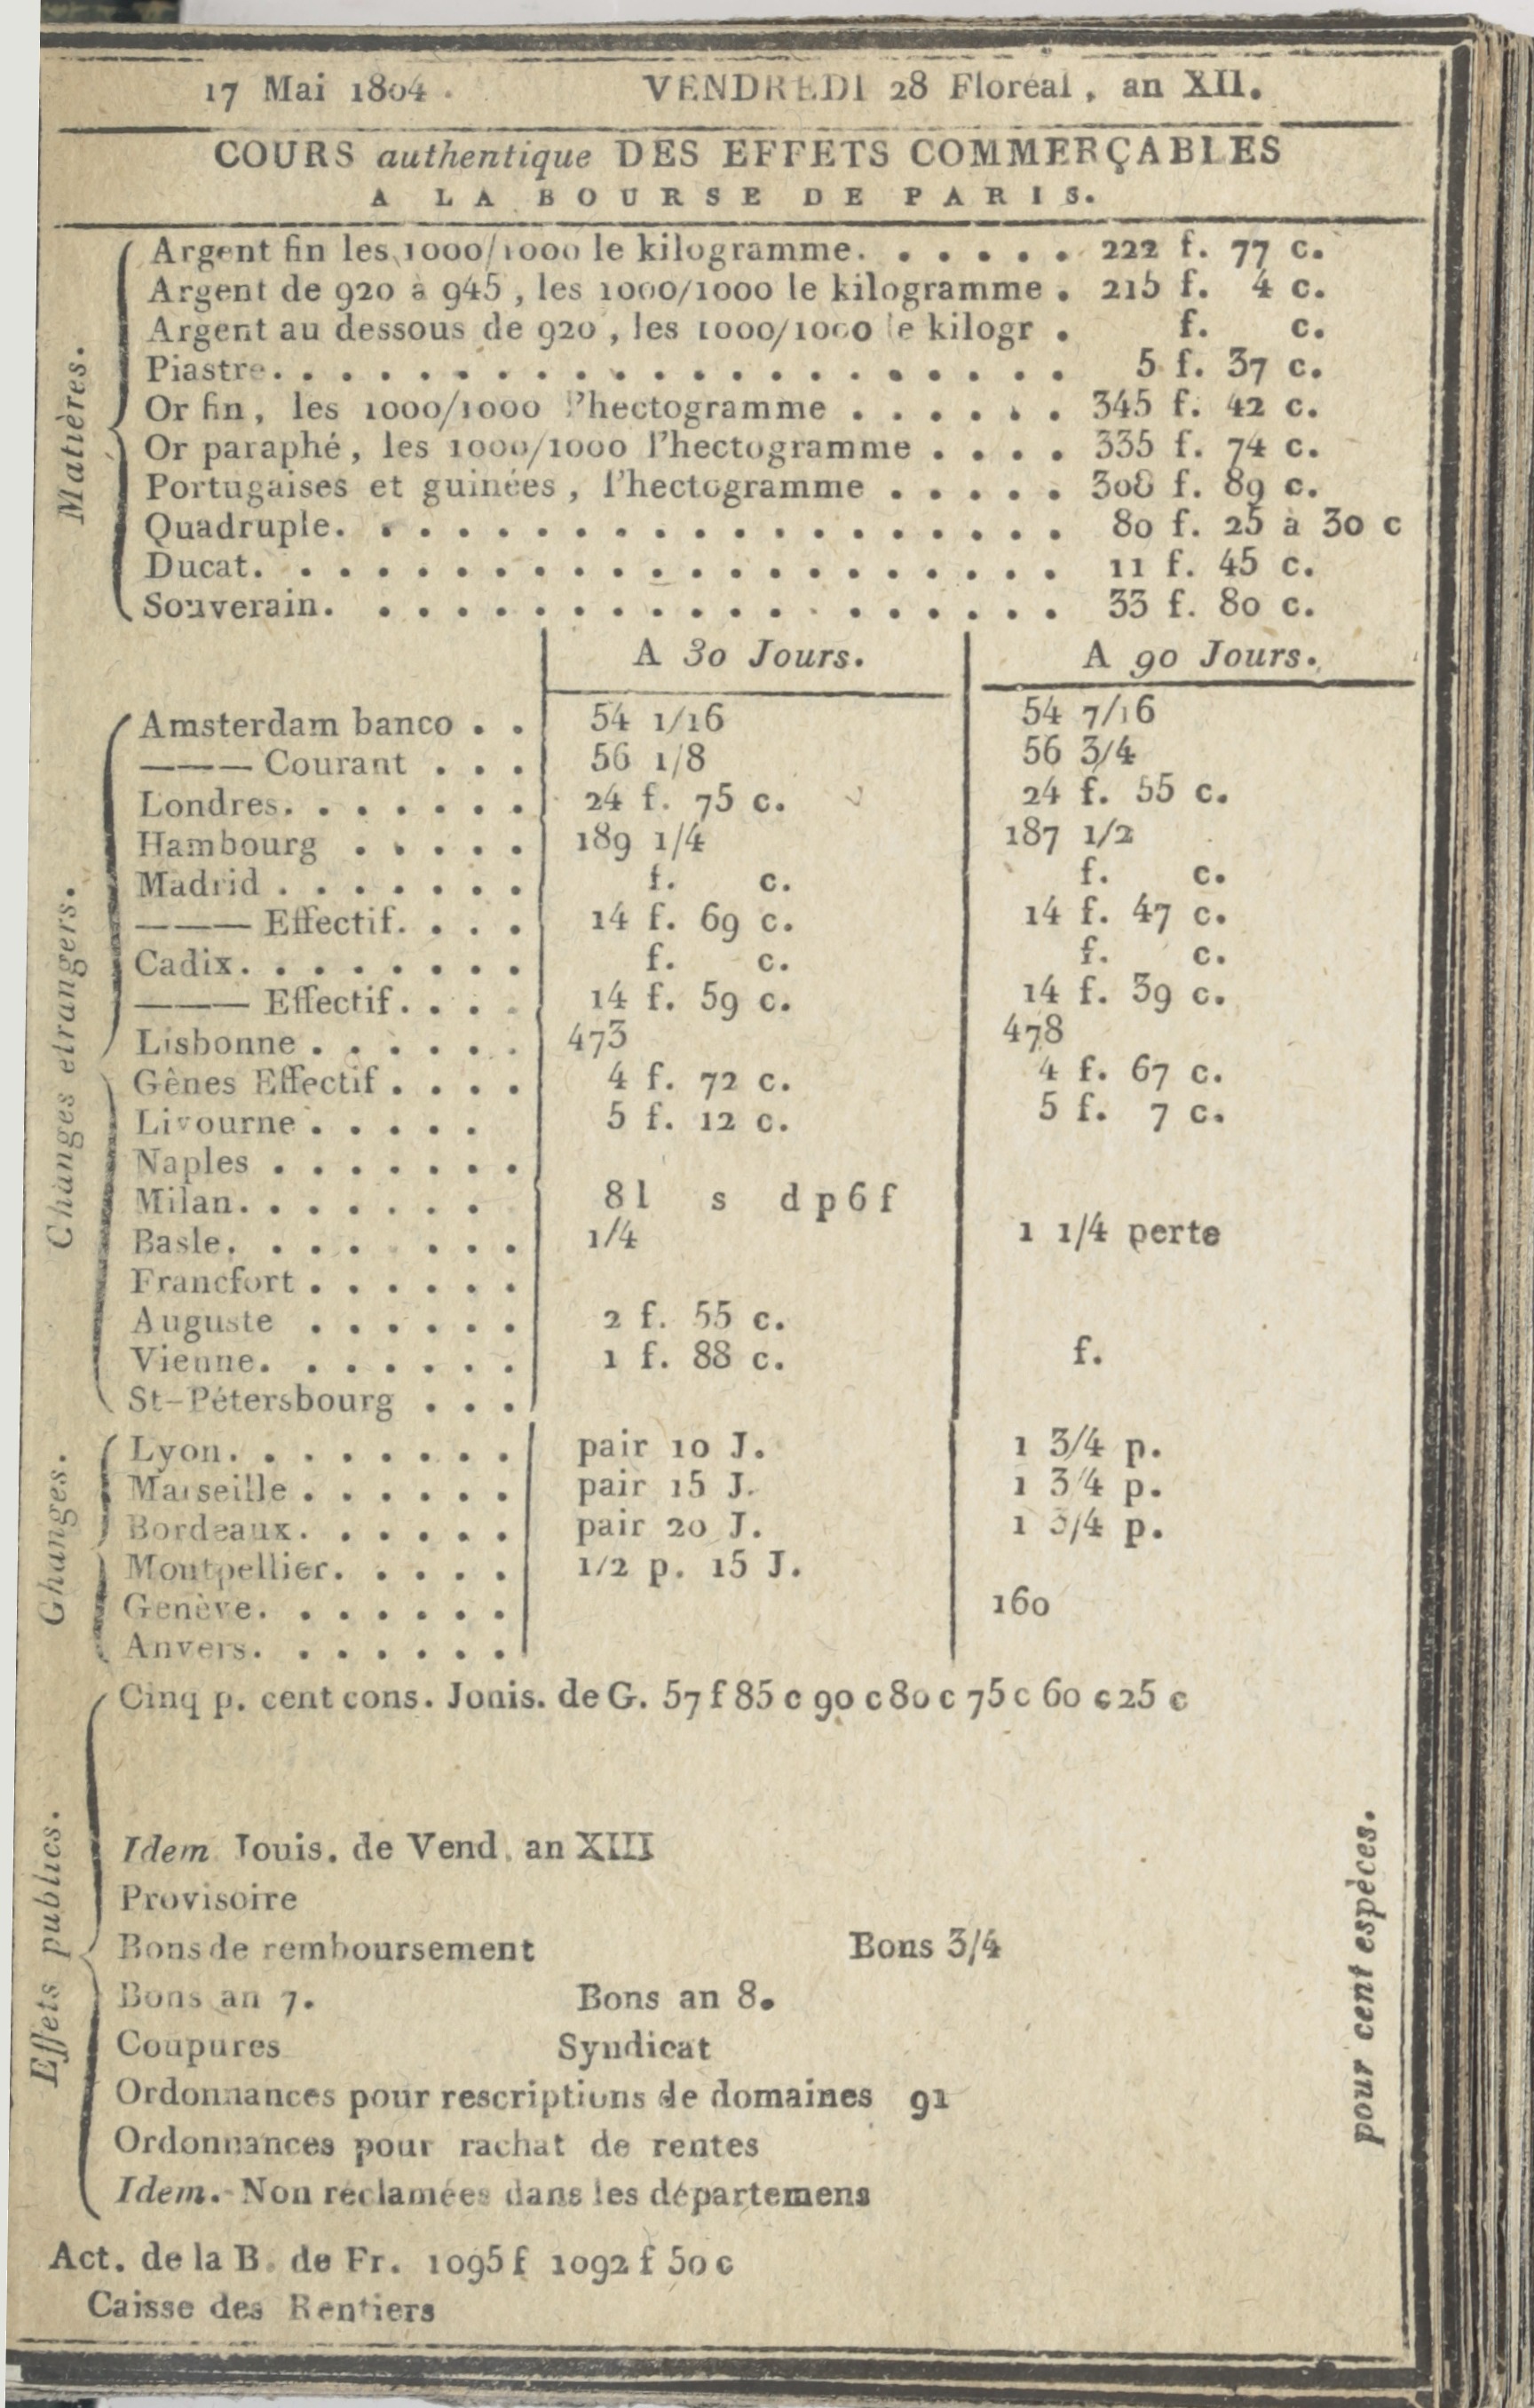 17 Mai 1804. VENDREDI 28 Floréal, an XII.
COURS authentique DES EFFETS COMMERÇABLES
A LA BOURSE DE PARIS.
Matières.
Argent fin les 1000/1000 le kilogramme. . . . . . 222 f. 77 c.
Argent de 920 à 945, les 1000/1000 le kilogramme . 215 f. 4 c.
Argent au dessous de 920, les 1000/1000 le kilogr . f. c.
Piastre. . . . . . . . . . . . . . . . . . . . . 5 f. 37 c.
Or fin, les 1000/1000 l'hectogramme . . . . . . 345 f. 42 c.
Or paraphé, les 1000/1000 l'hectogramme . . . . 335 f. 74 c.
Portugaises et guinées, l'hectogramme . . . . . 308 f. 89 c.
Quadruple. . . . . . . . . . . . . . . . . . . 80 f. 25 à 30 c
Ducat. . . . . . . . . . . . . . . . . . . . . 11 f. 45 c.
Souverain. . . . . . . . . . . . . . . . . . . 33 f. 80 c.
A 30 Jours. A 90 Jours.
Changes etrangers.
Amsterdam banco . . 54 1/16 54 7/16
——— Courant . . . 56 1/8 56 3/4
Londres. . . . . . . 24 f. 75 c. 24 f. 55 c.
Hambourg . . . . . 189 1/4 187 1/2
Madrid . . . . . . . f. c. f. c.
——— Effectif. . . . 14 f. 69 c. 14 f. 47 c.
Cadix. . . . . . . . f. c. f. c.
——— Effectif. . . . 14 f. 59 c. 14 f. 39 c.
Lisbonne . . . . . . 473 478
Gênes Effectif . . . . 4 f. 72 c. 4 f. 67 c.
Livourne . . . . . 5 f. 12 c. 5 f. 7 c.
Naples . . . . . . .
Milan. . . . . . . 8 l s d p 6 f
Basle. . . . . . . 1/4 1 1/4 perte
Francfort . . . . . .
Auguste . . . . . . 2 f. 55 c.
Vienne. . . . . . . 1 f. 88 c. f.
St-Pétersbourg . . .
Ghanges.
Lyon. . . . . . . . pair 10 J. 1 3/4 p.
Marseille . . . . . . pair 15 J. 1 3/4 p.
Bordeaux. . . . . . pair 20 J. 1 3/4 p.
Montpellier. . . . . 1/2 p. 15 J.
Genève. . . . . . . 160
Anvers. . . . . . .
Effets publics.
Cinq p. cent cons. Jouis. de G. 57 f 85 c 90 c 80 c 75 c 60 c 25 c
Idem Jouis. de Vend. an XIII
Provisoire
Bons de remboursement Bons 3/4
Bons an 7. Bons an 8.
Coupures Syndicat
Ordonnances pour rescriptions de domaines 91
Ordonnances pour rachat de rentes
Idem. Non réclamées dans les départemens
pour cent espèces.
Act. de la B. de Fr. 1095 f 1092 f 50 c
Caisse des Rentiers